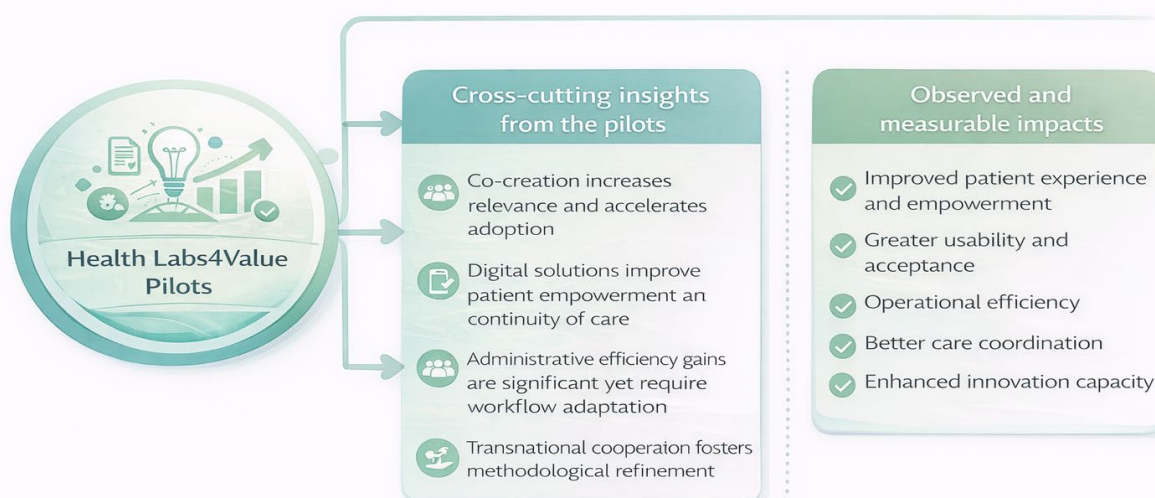 Health Labs4Value
Pilots
Cross-cutting insights
from the pilots
Co-creation increases
relevance and accelerates
adoption
Digital solutions improve
patient empowerment an
continuity of care
Administrative efficiency gains
are significant yet require
workflow adaptation
Transnational cooperaion fosters
methodological refinement
Observed and
measurable impacts
Improved patient experience
and empowerment
Greater usability and
acceptance
Operational efficiency
Better care coordination
Enhanced innovation capacity